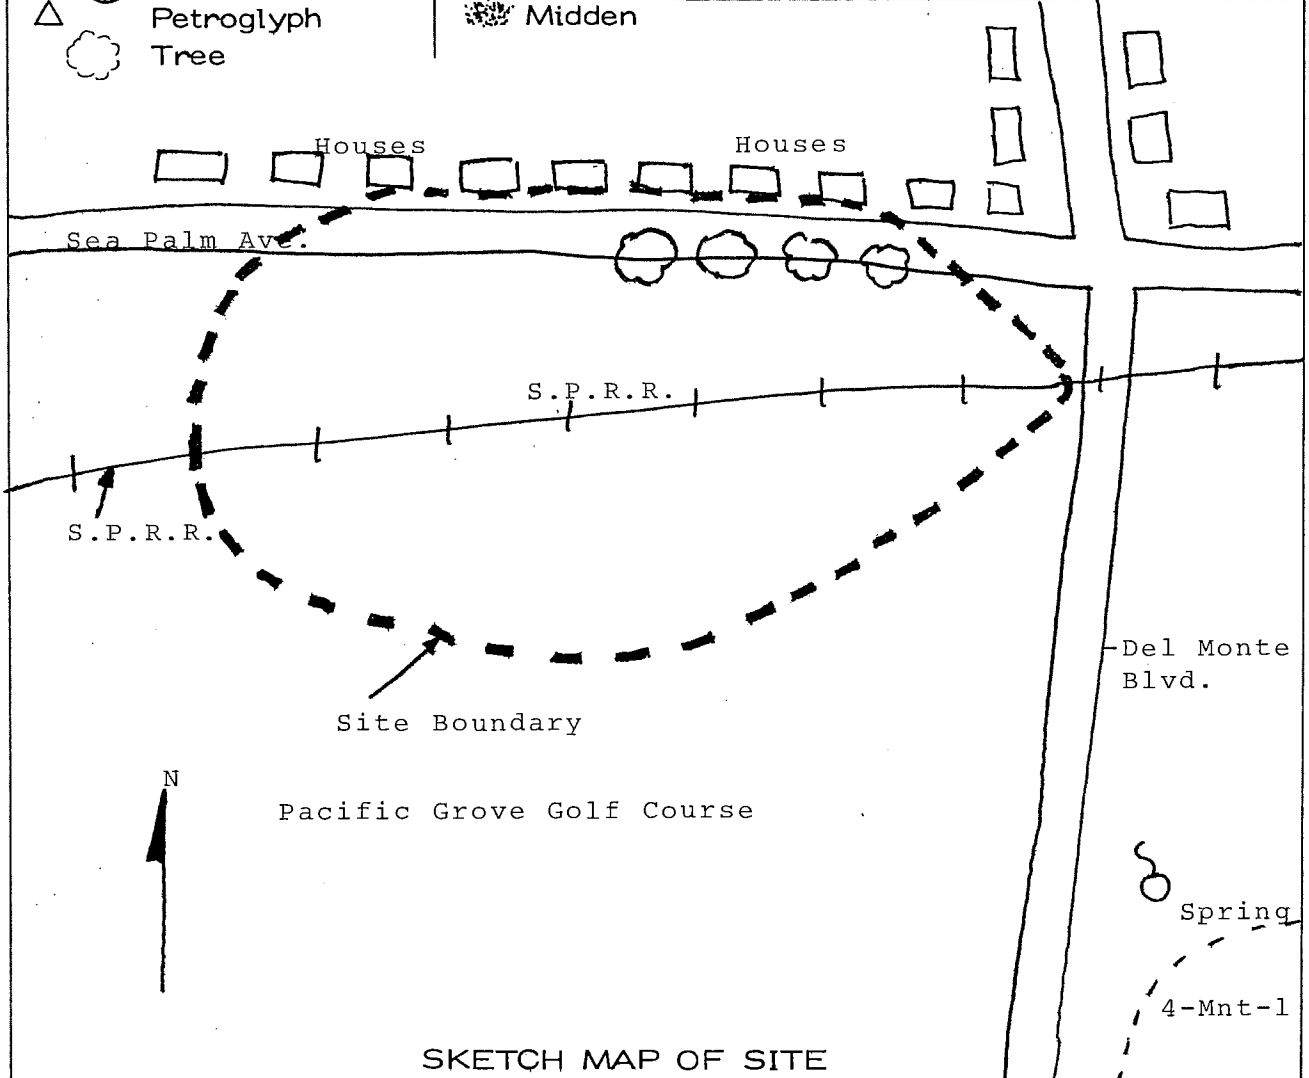 Petroglyph
Midden
Tree
Houses
Houses
Sea Palm Ave.
S.P.R.R.
S.P.R.R.
Del Monte
Blvd.
Site Boundary
N
Pacific Grove Golf Course
Spring
4-Mnt-1
SKETCH MAP OF SITE